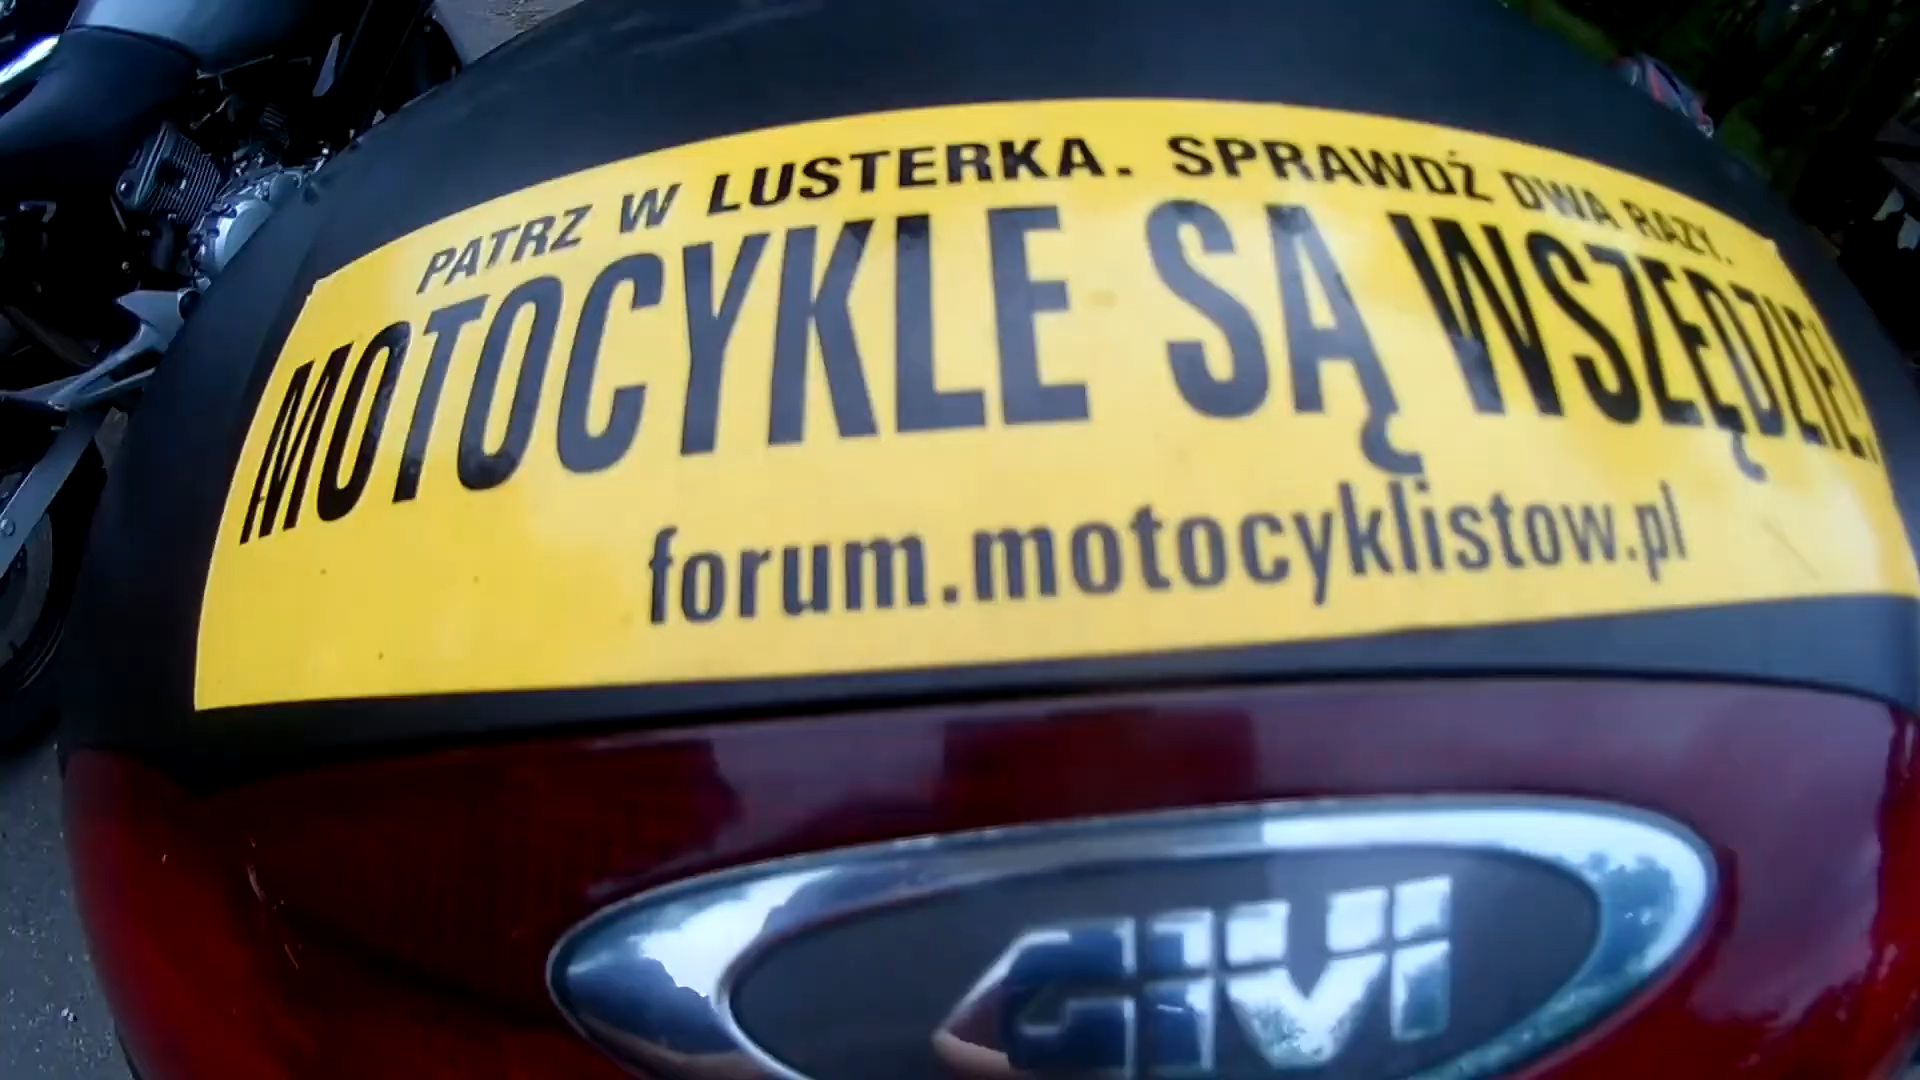 PATRZ W LUSTERKA. SPRAWDŹ DWA RAZY.
MOTOCYKLE SĄ WSZĘDZIE!
forum.motocyklistow.pl
GIVI